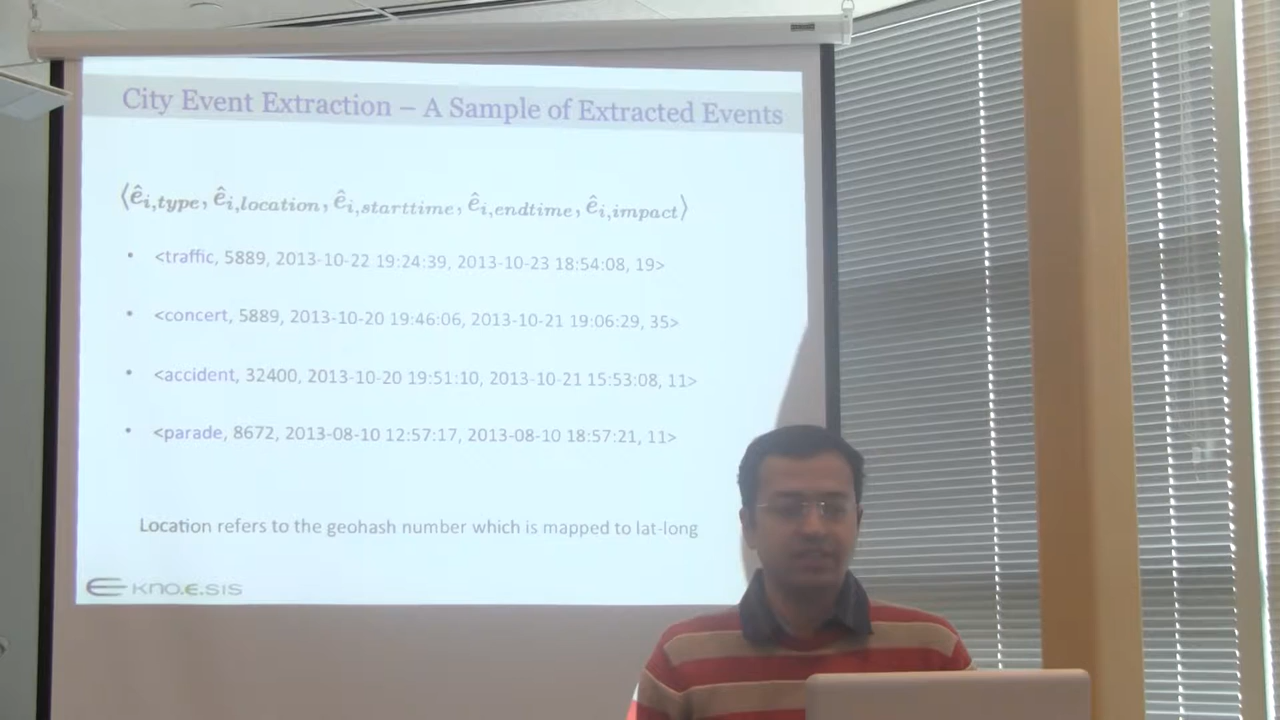 City Event Extraction – A Sample of Extracted Events
⟨ê_{i,type}, ê_{i,location}, ê_{i,starttime}, ê_{i,endtime}, ê_{i,impact}⟩
• <traffic, 5889, 2013-10-22 19:24:39, 2013-10-23 18:54:08, 19>
• <concert, 5889, 2013-10-20 19:46:06, 2013-10-21 19:06:29, 35>
• <accident, 32400, 2013-10-20 19:51:10, 2013-10-21 15:53:08, 11>
• <parade, 8672, 2013-08-10 12:57:17, 2013-08-10 18:57:21, 11>
Location refers to the geohash number which is mapped to lat-long
KNO.E.SIS